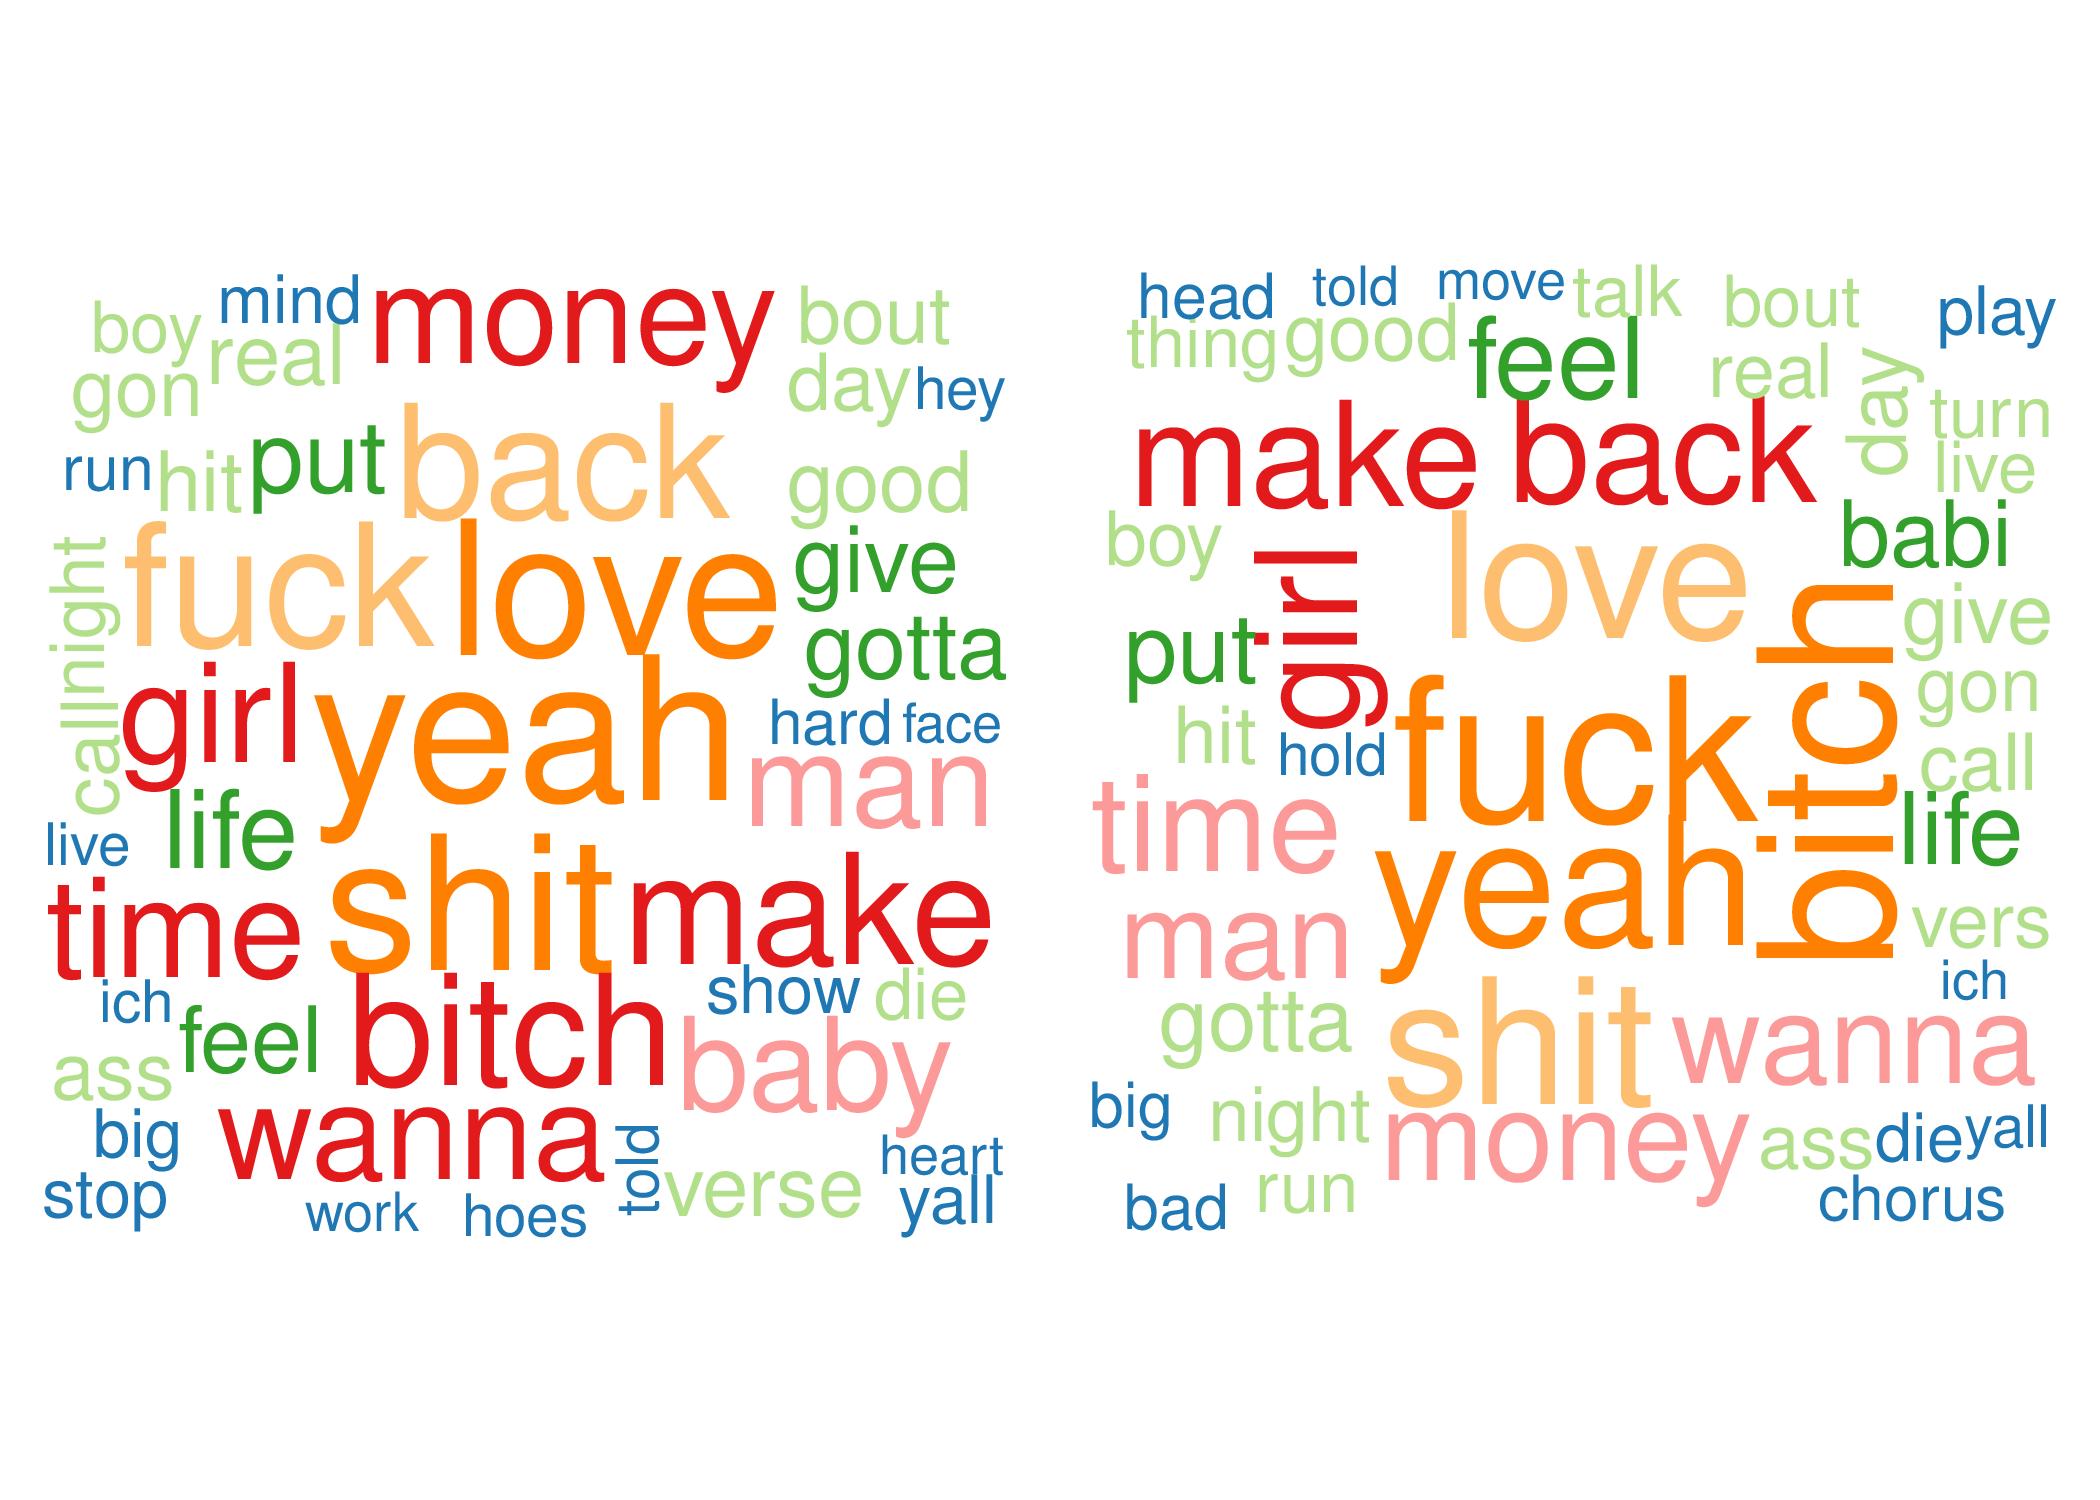 mind money bout
boy real day hey
gon
run hit put back good
night fuck love give
gotta
call girl yeah hard face
man
live life
time shit make
ich feel bitch show die
ass baby
big wanna told heart
stop work hoes verse yall
head told move talk bout play
thing good feel real day
make back turn
live
boy girl love babi
put bitch give
gon
hit hold fuck call
time yeah life
man vers
gotta shit wanna ich
big night money ass die yall
bad run chorus